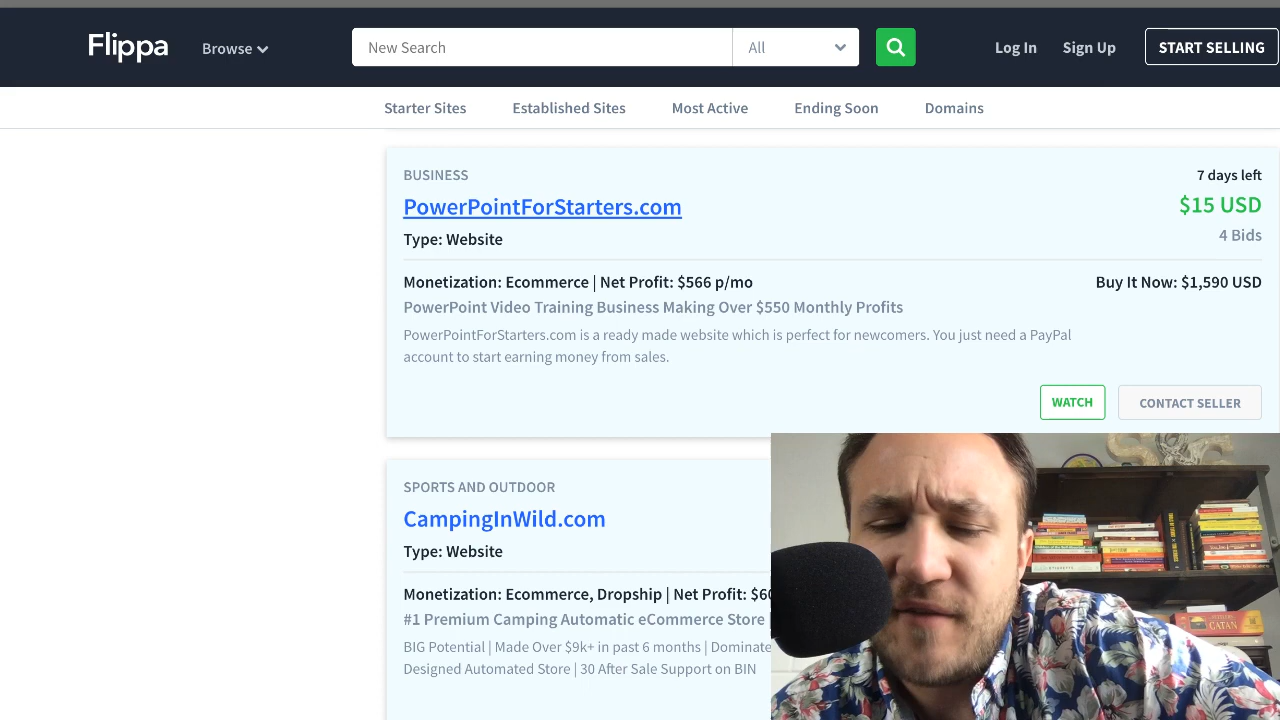 Flippa
Browse
New Search
All
Log In
Sign Up
START SELLING
Starter Sites
Established Sites
Most Active
Ending Soon
Domains
BUSINESS
7 days left
PowerPointForStarters.com
$15 USD
Type: Website
4 Bids
Monetization: Ecommerce | Net Profit: $566 p/mo
Buy It Now: $1,590 USD
PowerPoint Video Training Business Making Over $550 Monthly Profits
PowerPointForStarters.com is a ready made website which is perfect for newcomers. You just need a PayPal
account to start earning money from sales.
WATCH
CONTACT SELLER
SPORTS AND OUTDOOR
CampingInWild.com
Type: Website
Monetization: Ecommerce, Dropship | Net Profit:
#1 Premium Camping Automatic eCommerce Store
BIG Potential | Made Over $9k+ in past 6 months | Dominate
Designed Automated Store | 30 After Sale Support on BIN
CATAN